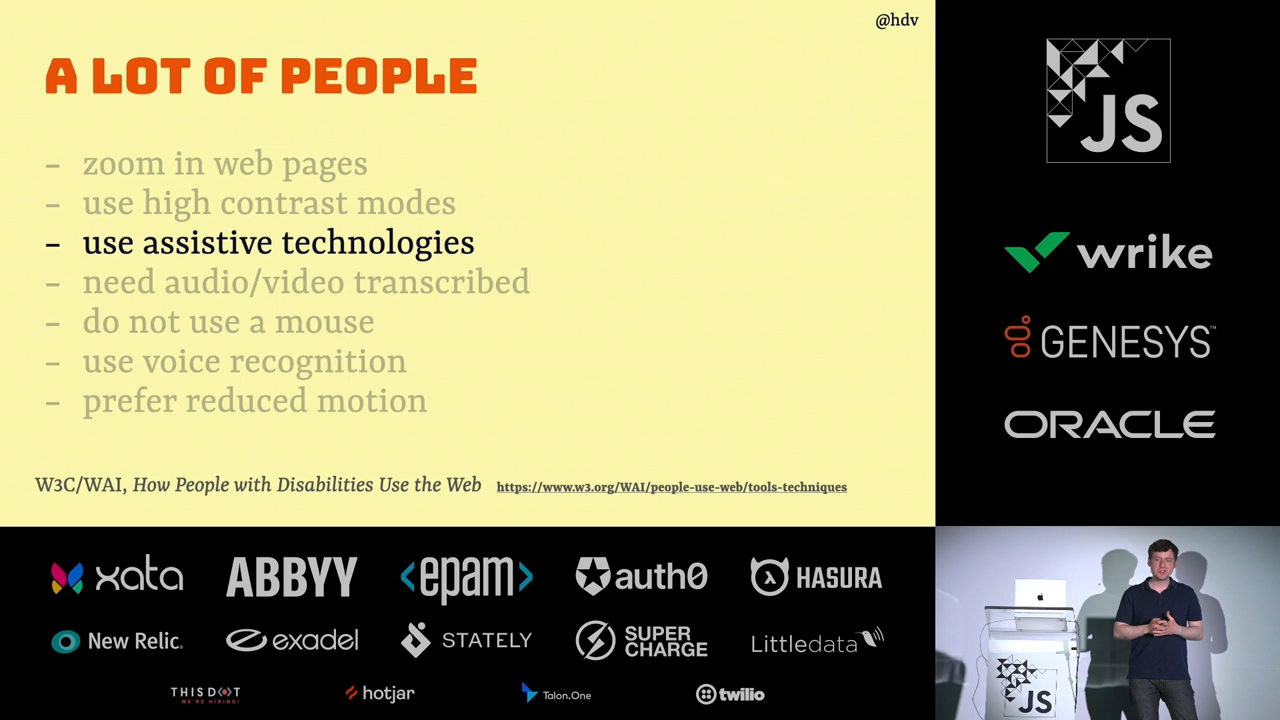 @hdv
A LOT OF PEOPLE
- zoom in web pages
- use high contrast modes
- use assistive technologies
- need audio/video transcribed
- do not use a mouse
- use voice recognition
- prefer reduced motion
W3C/WAI, How People with Disabilities Use the Web https://www.w3.org/WAI/people-use-web/tools-techniques
JS
wrike
GENESYS™
ORACLE
xata ABBYY <epam> auth0 HASURA
New Relic. exadel STATELY SUPER CHARGE Littledata
THIS DOT WE'RE HIRING! hotjar Talon.One twilio
JS